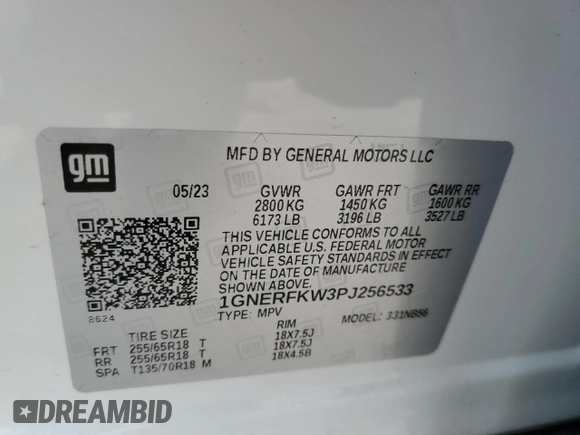 gm
MFD BY GENERAL MOTORS LLC
05/23 GVWR GAWR FRT GAWR RR
2800 KG 1450 KG 1600 KG
6173 LB 3196 LB 3527 LB
THIS VEHICLE CONFORMS TO ALL
APPLICABLE U.S. FEDERAL MOTOR
VEHICLE SAFETY STANDARDS IN EFFECT
ON THE DATE OF MANUFACTURE
SHOWN ABOVE.
8624
1GNERFKW3PJ256533
TYPE: MPV MODEL: 331NB56
TIRE SIZE RIM
FRT 255/65R18 T 18X7.5J
RR 255/65R18 T 18X7.5J
SPA T135/70R18 M 18X4.5B
DREAMBID